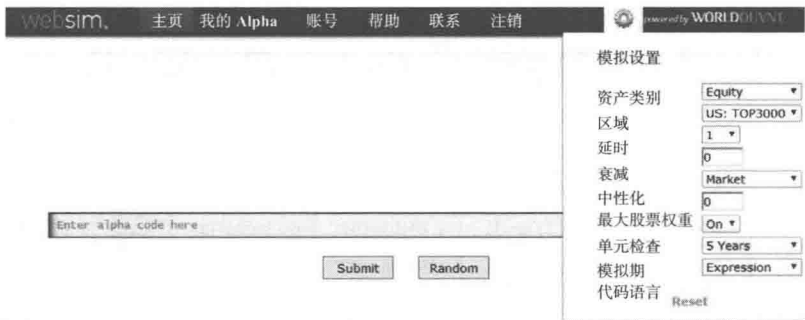 websim. 主页 我的 Alpha 账号 帮助 联系 注销 powered by WORLDQUANT
模拟设置
资产类别 Equity
区域 US: TOP3000
延时 1
衰减 0
中性化 Market
最大股票权重 0
单元检查 On
模拟期 5 Years
代码语言 Expression
Reset
Enter alpha code here
Submit Random